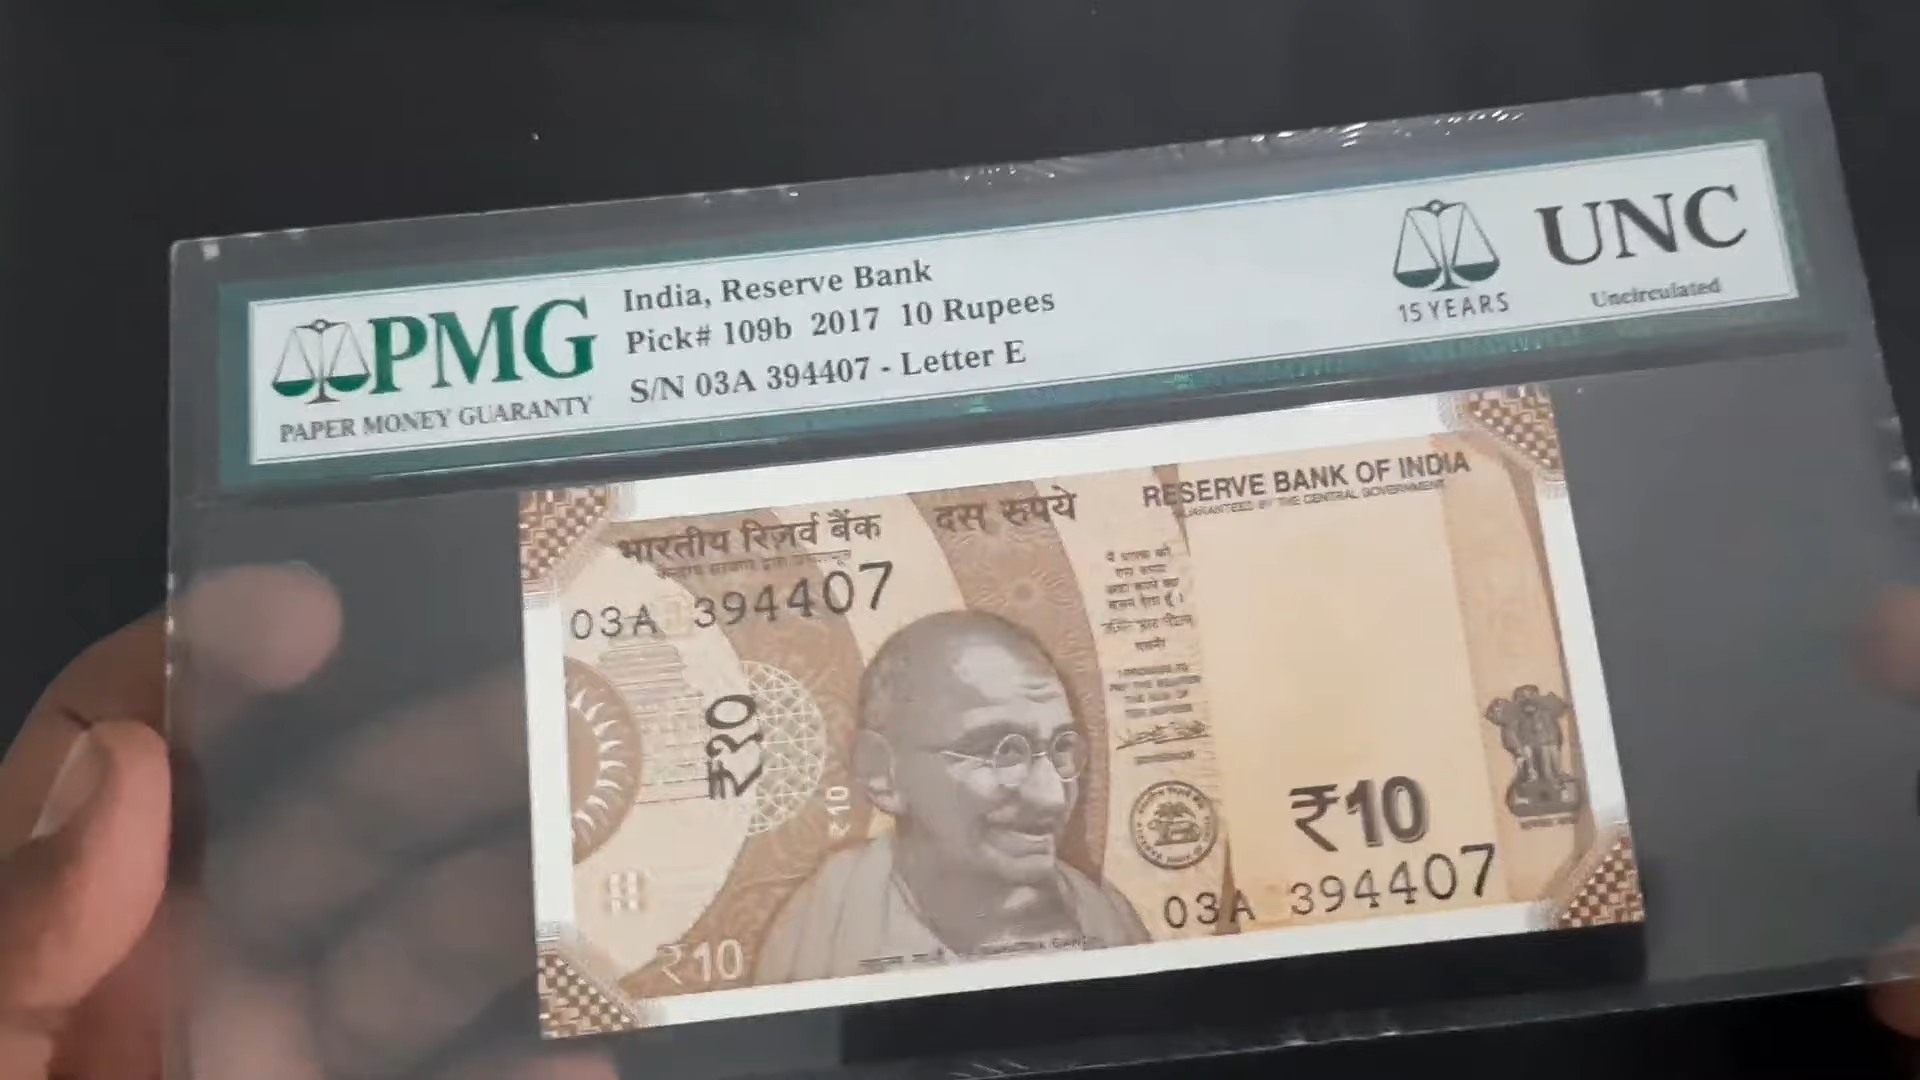 PMG
PAPER MONEY GUARANTY
India, Reserve Bank
Pick# 109b 2017 10 Rupees
S/N 03A 394407 - Letter E
15 YEARS
UNC
Uncirculated
भारतीय रिज़र्व बैंक
दस रुपये
RESERVE BANK OF INDIA
GUARANTEED BY THE CENTRAL GOVERNMENT
03A 394407
₹१०
₹10
₹10
03A 394407
₹10